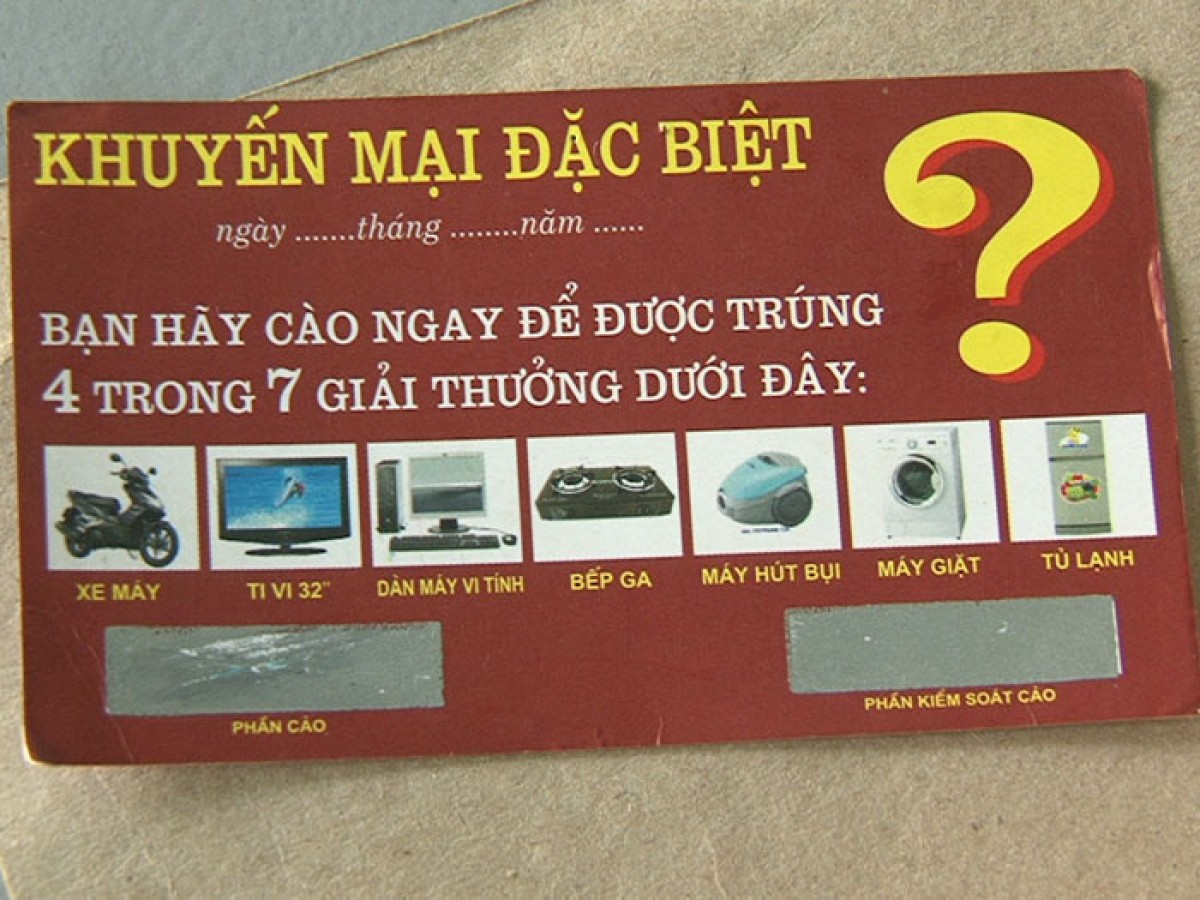 KHUYẾN MẠI ĐẶC BIỆT
ngày .......tháng ........năm ......
BẠN HÃY CÀO NGAY ĐỂ ĐƯỢC TRÚNG
4 TRONG 7 GIẢI THƯỞNG DƯỚI ĐÂY:
?
XE MÁY TI VI 32" DÀN MÁY VI TÍNH BẾP GA MÁY HÚT BỤI MÁY GIẶT TỦ LẠNH
PHẦN CÀO PHẦN KIỂM SOÁT CÀO